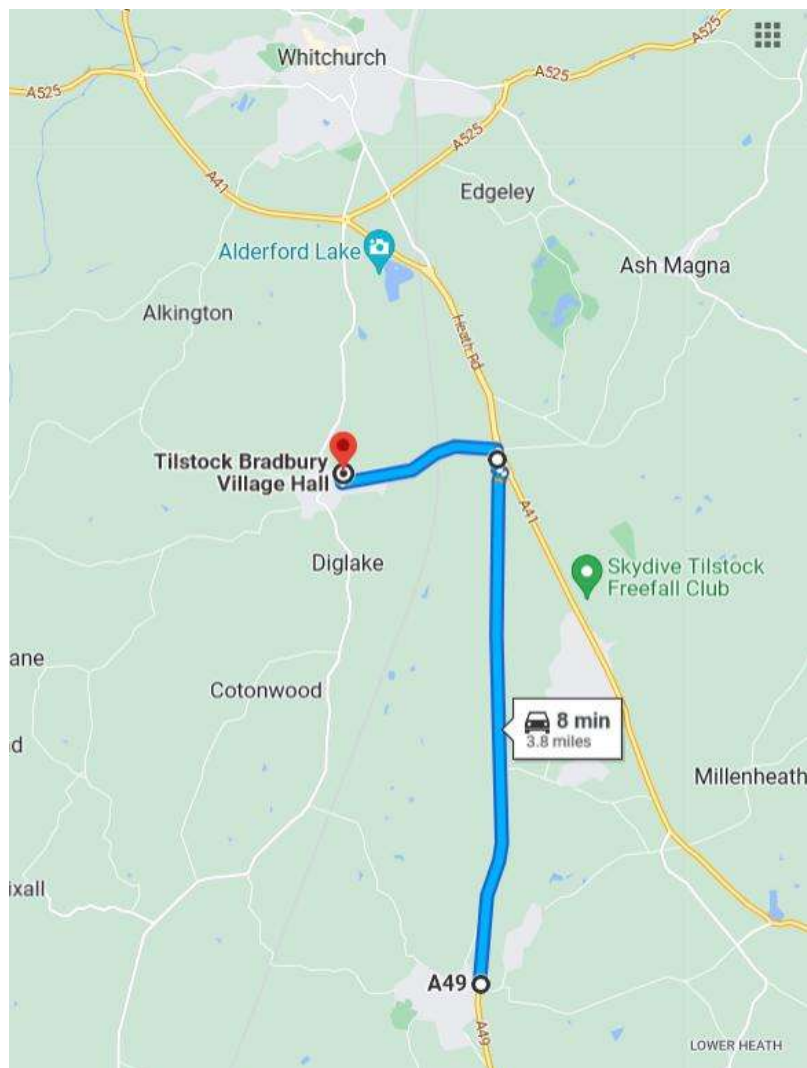 Whitchurch
A525
A525
A525
A525
A41
Edgeley
Alderford Lake
Ash Magna
Alkington
Heath Rd
Tilstock Bradbury
Village Hall
A41
Diglake
Skydive Tilstock
Freefall Club
ane
Cotonwood
8 min
3.8 miles
d
Millenheath
ixall
A49
A49
LOWER HEATH